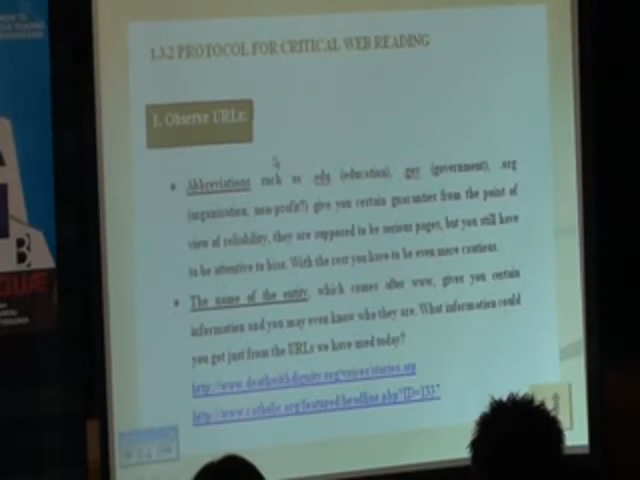 1.3.2 PROTOCOL FOR CRITICAL WEB READING
1. Observe URLs:
Abbreviations such as edu (education), gov (government), .org
(organization, non-profit?) give you certain guaranties from the point of
view of reliability, they are supposed to be serious pages, but you still have
to be attentive to bias. With the rest you have to be even more cautious.
The name of the entity, which comes after www, gives you certain
information and you may even know who they are. What information could
you get just from the URLs we have used today?
http://www.deathwithdignity.org/voices/stories.asp
http://www.catholic.org/featured/headline.php?ID=1337